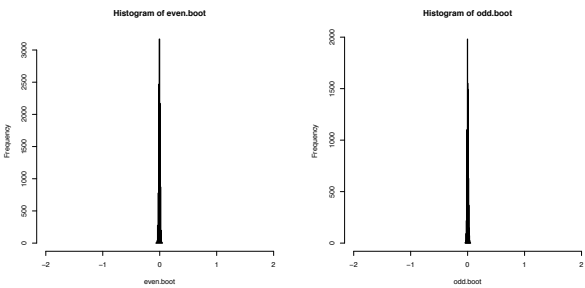 Histogram of even.boot
Frequency
3000
2500
2000
1500
1000
500
0
−2 −1 0 1 2
even.boot
Histogram of odd.boot
Frequency
2000
1500
1000
500
0
−2 −1 0 1 2
odd.boot